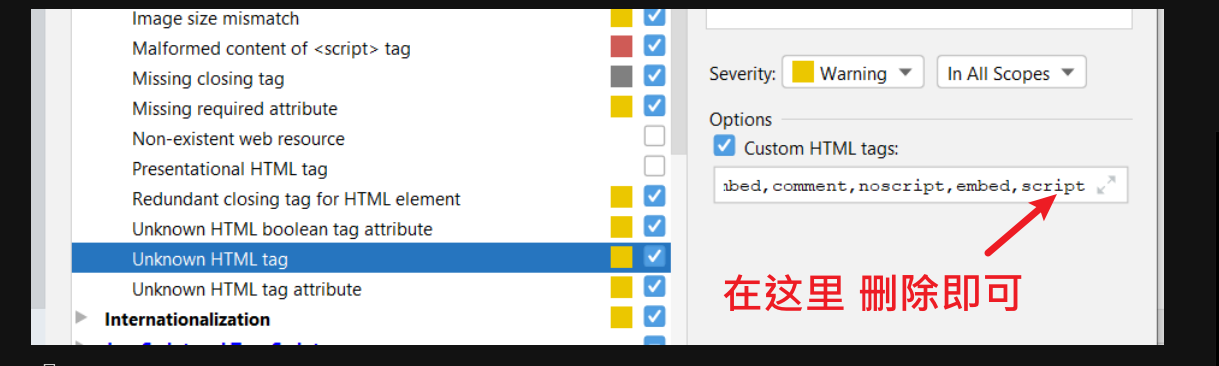 Image size mismatch
Malformed content of <script> tag
Missing closing tag
Missing required attribute
Non-existent web resource
Presentational HTML tag
Redundant closing tag for HTML element
Unknown HTML boolean tag attribute
Unknown HTML tag
Unknown HTML tag attribute
Internationalization
Severity: Warning In All Scopes
Options
Custom HTML tags:
bed,comment,noscript,embed,script
在这里 删除即可